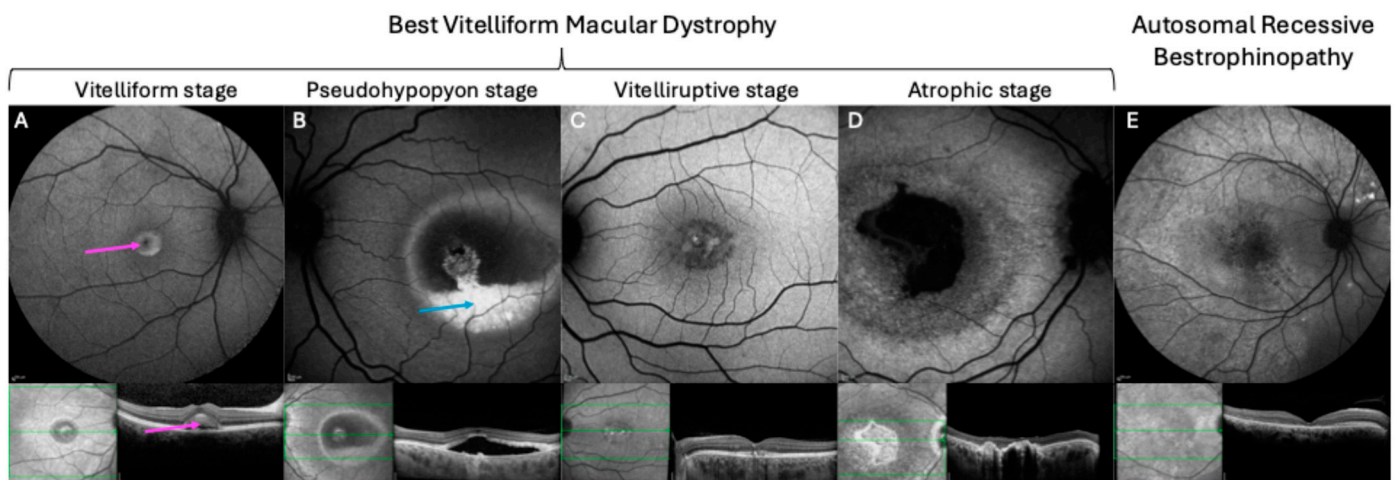 Best Vitelliform Macular Dystrophy
Autosomal Recessive
Bestrophinopathy
Vitelliform stage
Pseudohypopyon stage
Vitelliruptive stage
Atrophic stage
A
B
C
D
E